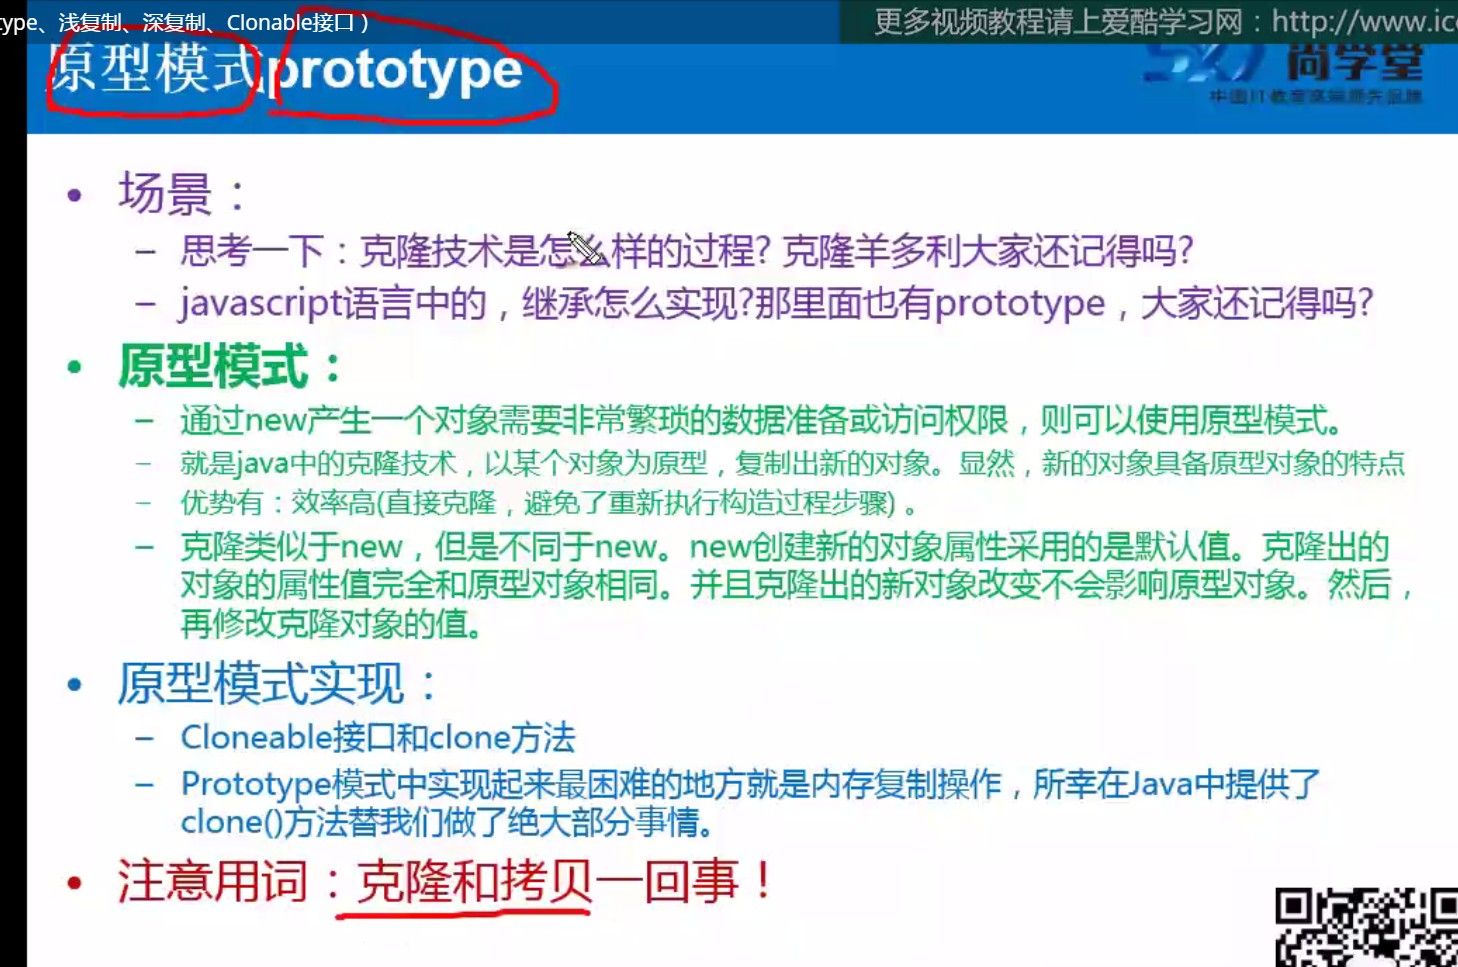 type、浅复制、深复制、Clonable接口 )
更多视频教程请上爱酷学习网：http://www.ic
原型模式prototype
尚学堂
• 场景：
– 思考一下：克隆技术是怎么样的过程? 克隆羊多利大家还记得吗?
– javascript语言中的，继承怎么实现?那里面也有prototype，大家还记得吗?
• 原型模式：
– 通过new产生一个对象需要非常繁琐的数据准备或访问权限，则可以使用原型模式。
– 就是java中的克隆技术，以某个对象为原型，复制出新的对象。显然，新的对象具备原型对象的特点
– 优势有：效率高(直接克隆，避免了重新执行构造过程步骤) 。
– 克隆类似于new，但是不同于new。new创建新的对象属性采用的是默认值。克隆出的
对象的属性值完全和原型对象相同。并且克隆出的新对象改变不会影响原型对象。然后，
再修改克隆对象的值。
• 原型模式实现：
– Cloneable接口和clone方法
– Prototype模式中实现起来最困难的地方就是内存复制操作，所幸在Java中提供了
clone()方法替我们做了绝大部分事情。
• 注意用词：克隆和拷贝一回事！